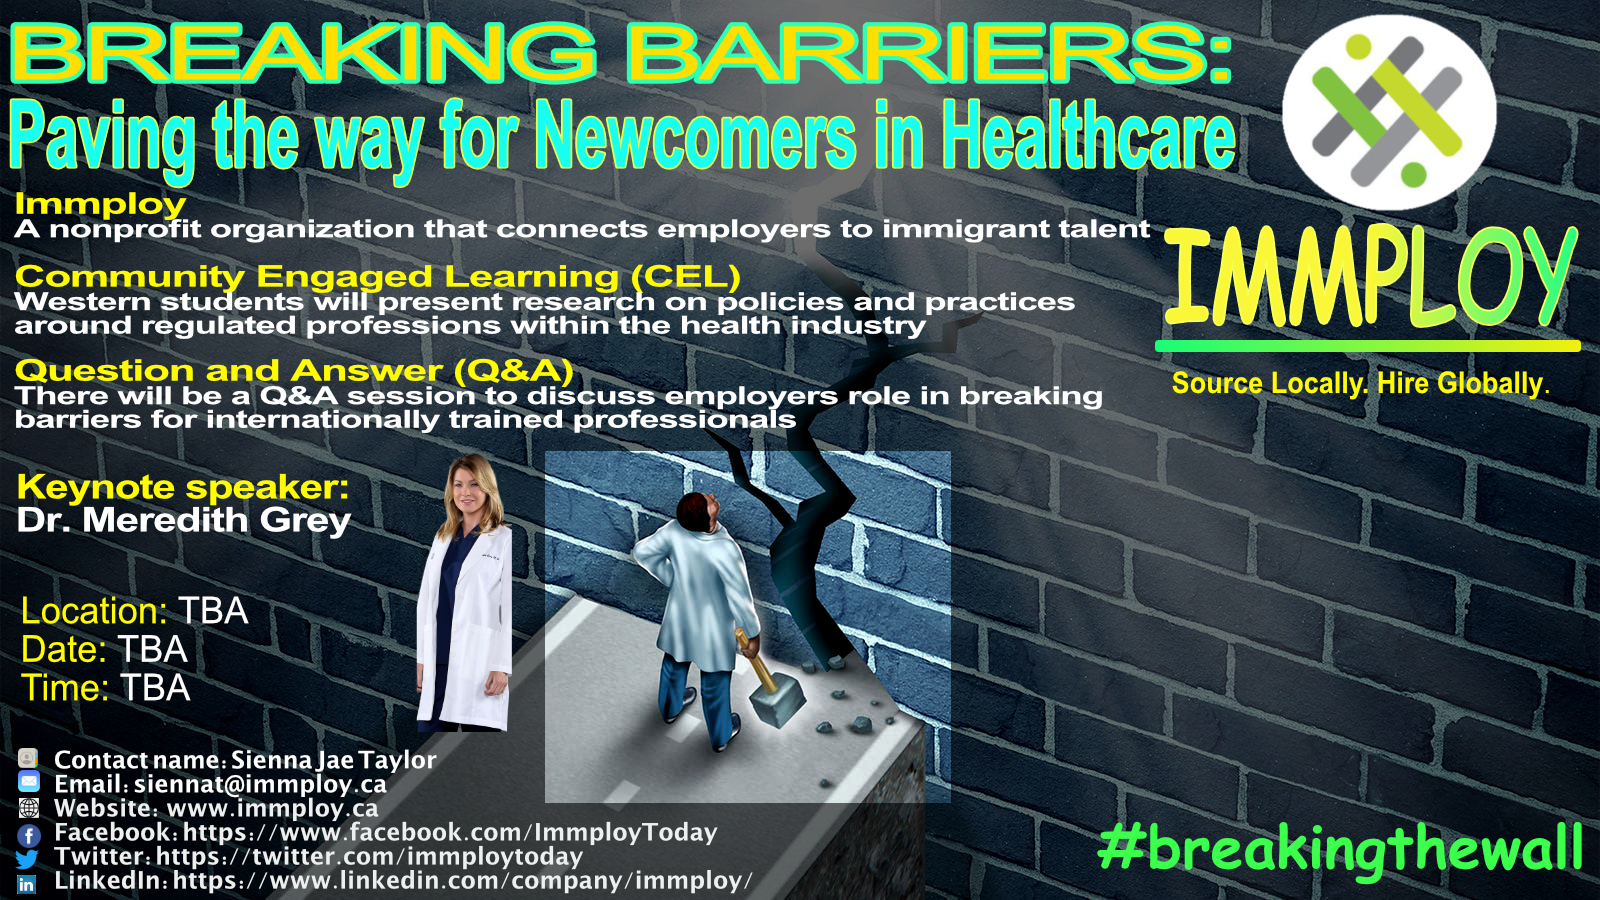 BREAKING BARRIERS:
Paving the way for Newcomers in Healthcare
Immploy
A nonprofit organization that connects employers to immigrant talent
Community Engaged Learning (CEL)
Western students will present research on policies and practices
around regulated professions within the health industry
Question and Answer (Q&A)
There will be a Q&A session to discuss employers role in breaking
barriers for internationally trained professionals
Keynote speaker:
Dr. Meredith Grey
Location: TBA
Date: TBA
Time: TBA
Contact name: Sienna Jae Taylor
Email: siennat@immploy.ca
Website: www.immploy.ca
Facebook: https://www.facebook.com/ImmployToday
Twitter: https://twitter.com/immploytoday
LinkedIn: https://www.linkedin.com/company/immploy/
IMMPLOY
Source Locally. Hire Globally.
#breakingthewall